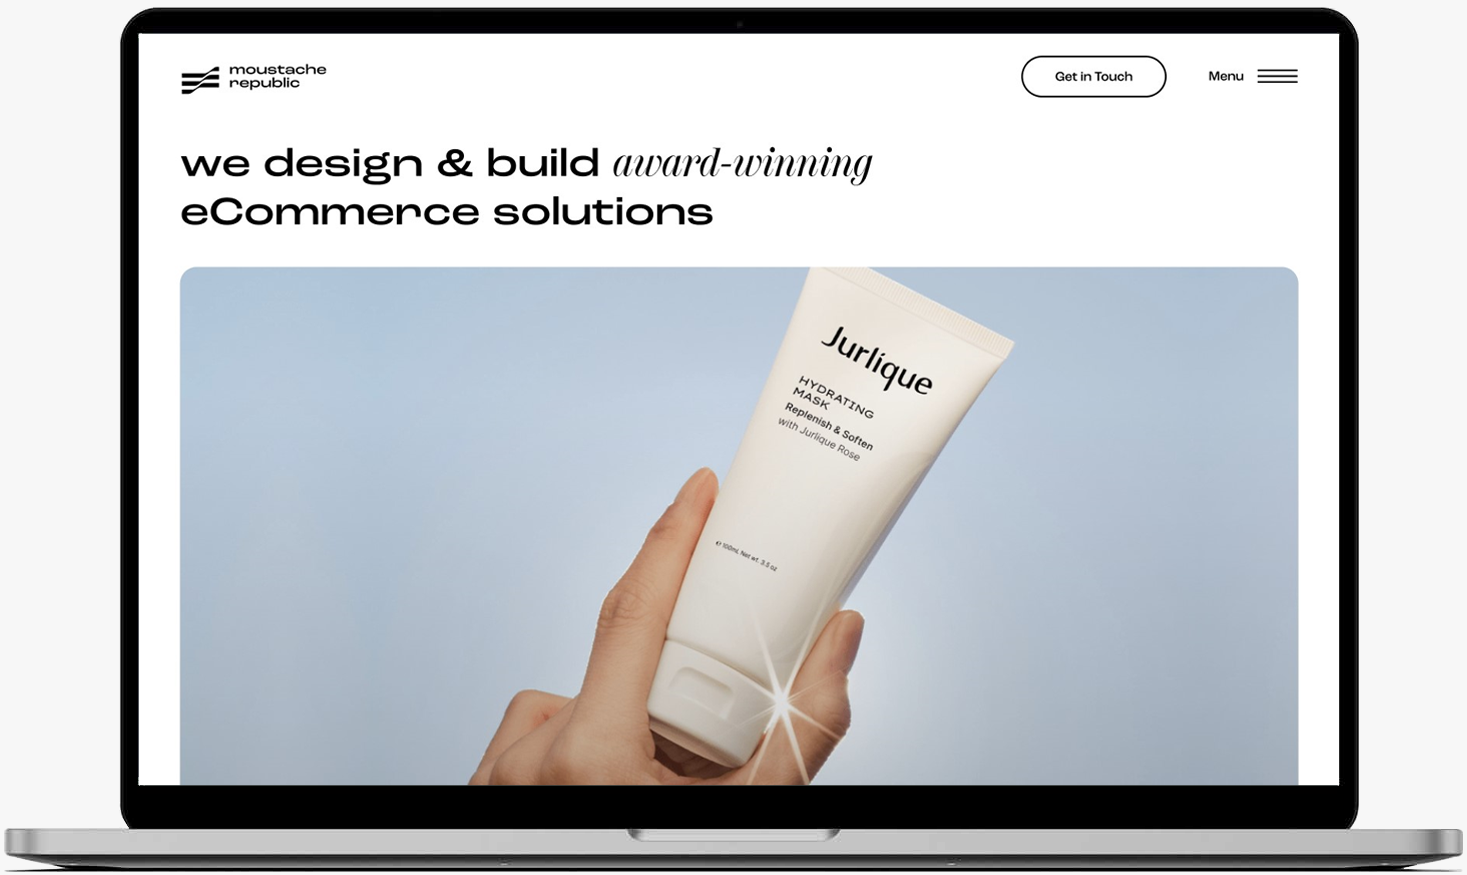 moustache
republic
Get in Touch
Menu
we design & build award-winning
eCommerce solutions
Jurlique
HYDRATING
MASK
Replenish & Soften
with Jurlique Rose
℮ 100mL Net wt. 3.5 oz